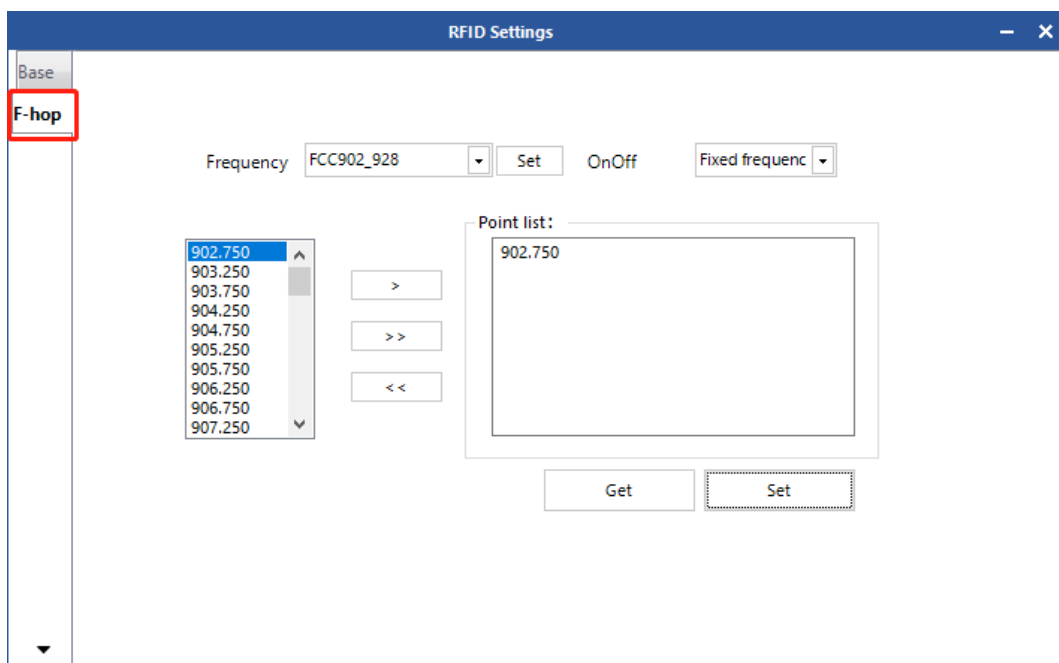 RFID Settings
Base
F-hop
Frequency FCC902_928 Set OnOff Fixed frequenc
Point list:
902.750
903.250
903.750
904.250
904.750
905.250
905.750
906.250
906.750
907.250
>
>>
<<
902.750
Get Set